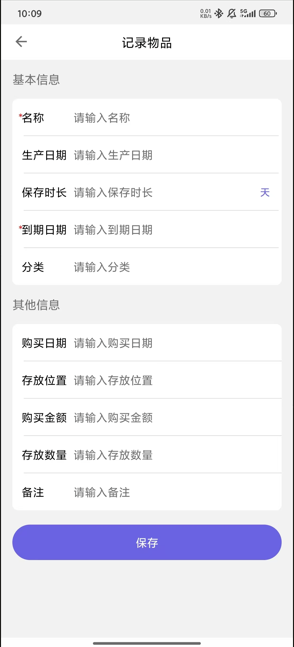 10:09 0.01 KB/s 5G 60
记录物品
基本信息
*名称 请输入名称
生产日期 请输入生产日期
保存时长 请输入保存时长 天
*到期日期 请输入到期日期
分类 请输入分类
其他信息
购买日期 请输入购买日期
存放位置 请输入存放位置
购买金额 请输入购买金额
存放数量 请输入存放数量
备注 请输入备注
保存